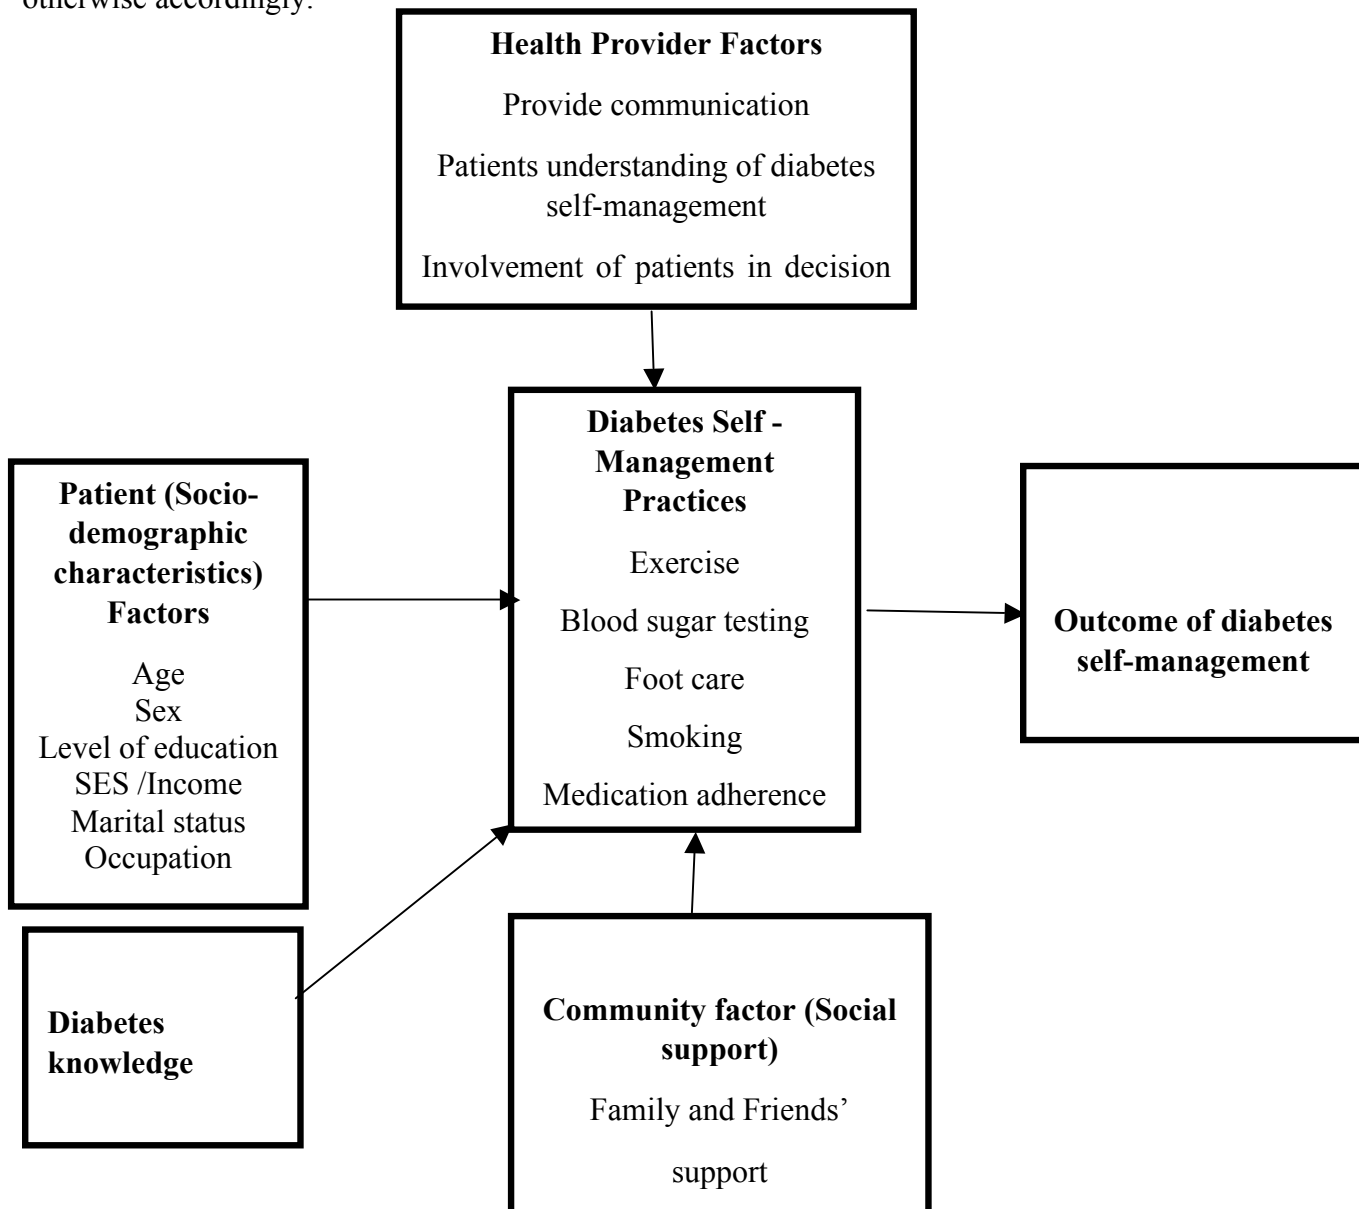 otherwise accordingly.
Health Provider Factors
Provide communication
Patients understanding of diabetes
self-management
Involvement of patients in decision
Diabetes Self -
Management
Practices
Exercise
Blood sugar testing
Foot care
Smoking
Medication adherence
Patient (Socio-
demographic
characteristics)
Factors
Age
Sex
Level of education
SES /Income
Marital status
Occupation
Outcome of diabetes
self-management
Diabetes
knowledge
Community factor (Social
support)
Family and Friends’
support